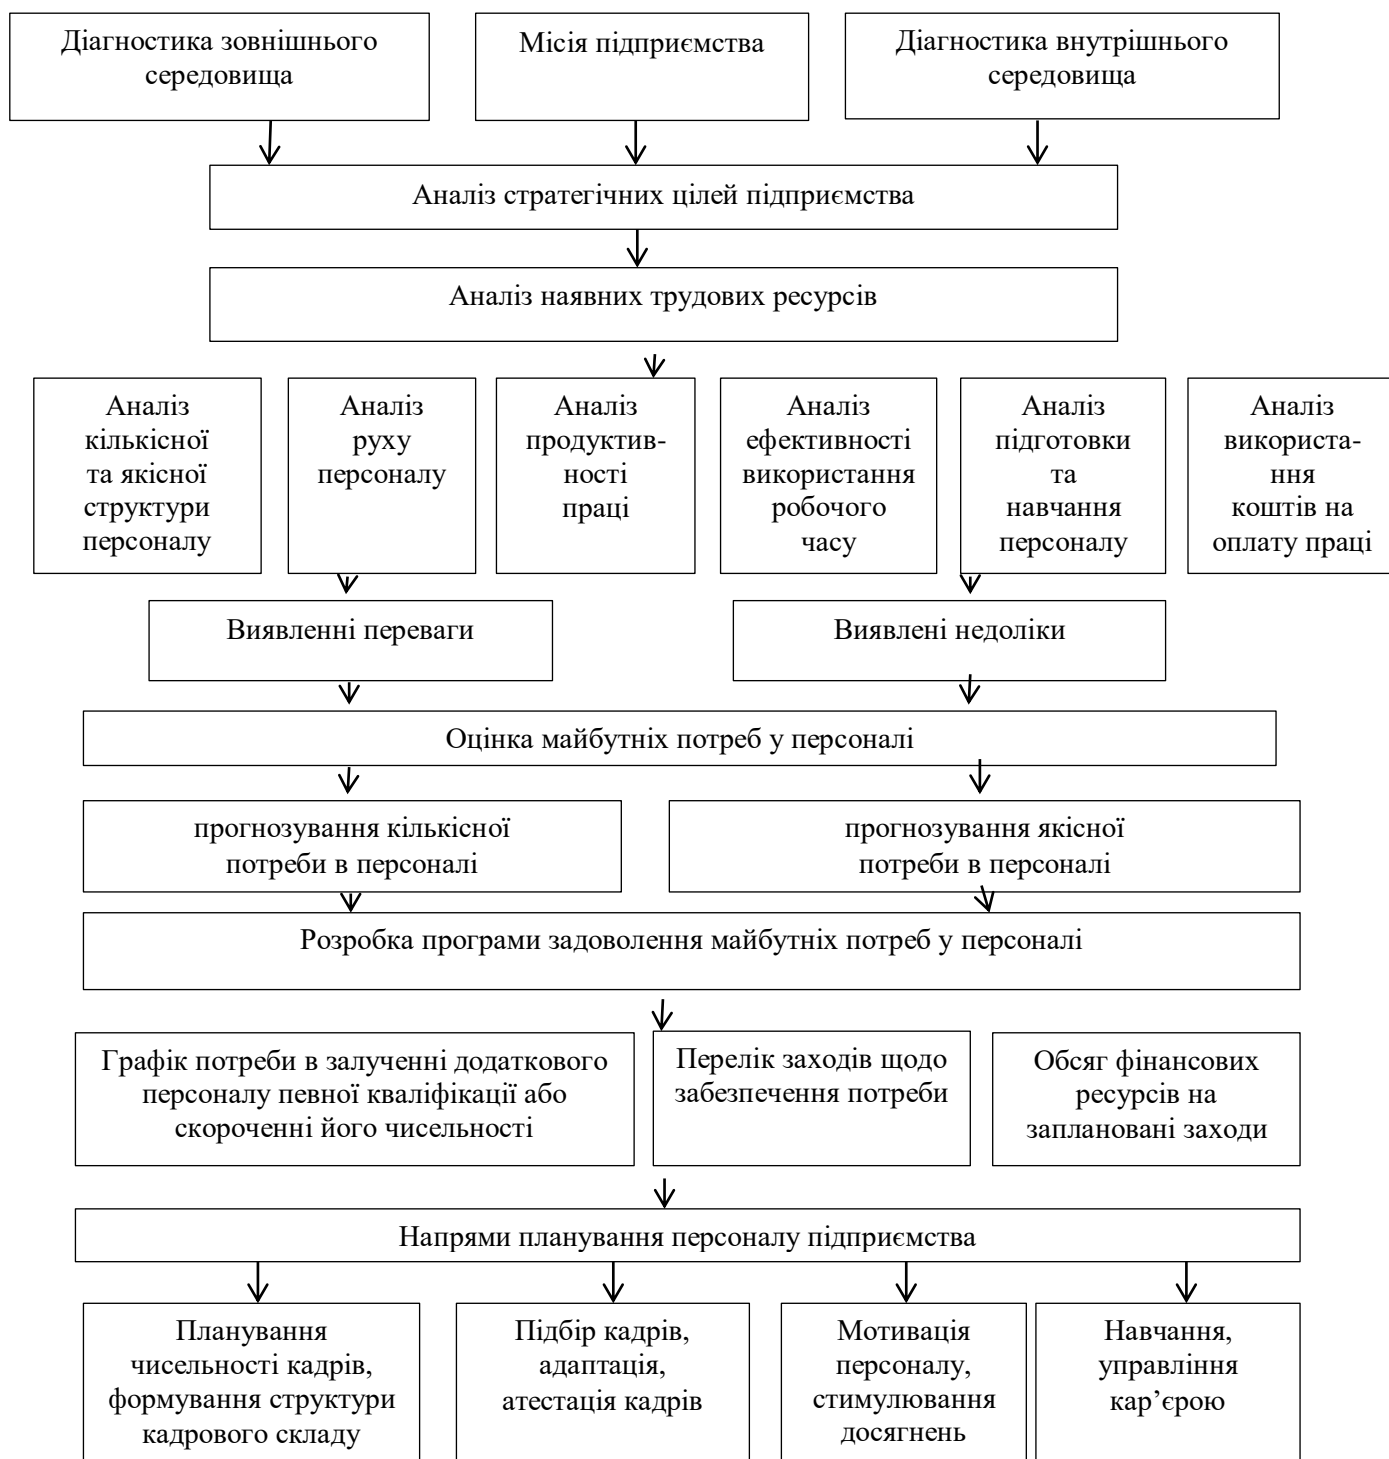 Діагностика зовнішнього
середовища
Місія підприємства
Діагностика внутрішнього
середовища
Аналіз стратегічних цілей підприємства
Аналіз наявних трудових ресурсів
Аналіз
кількісної
та якісної
структури
персоналу
Аналіз
руху
персоналу
Аналіз
продуктив-
ності
праці
Аналіз
ефективності
використання
робочого
часу
Аналіз
підготовки
та
навчання
персоналу
Аналіз
використа-
ння
коштів на
оплату праці
Виявленні переваги
Виявлені недоліки
Оцінка майбутніх потреб у персоналі
прогнозування кількісної
потреби в персоналі
прогнозування якісної
потреби в персоналі
Розробка програми задоволення майбутніх потреб у персоналі
Графік потреби в залученні додаткового
персоналу певної кваліфікації або
скороченні його чисельності
Перелік заходів щодо
забезпечення потреби
Обсяг фінансових
ресурсів на
заплановані заходи
Напрями планування персоналу підприємства
Планування
чисельності кадрів,
формування структури
кадрового складу
Підбір кадрів,
адаптація,
атестація кадрів
Мотивація
персоналу,
стимулювання
досягнень
Навчання,
управління
кар’єрою